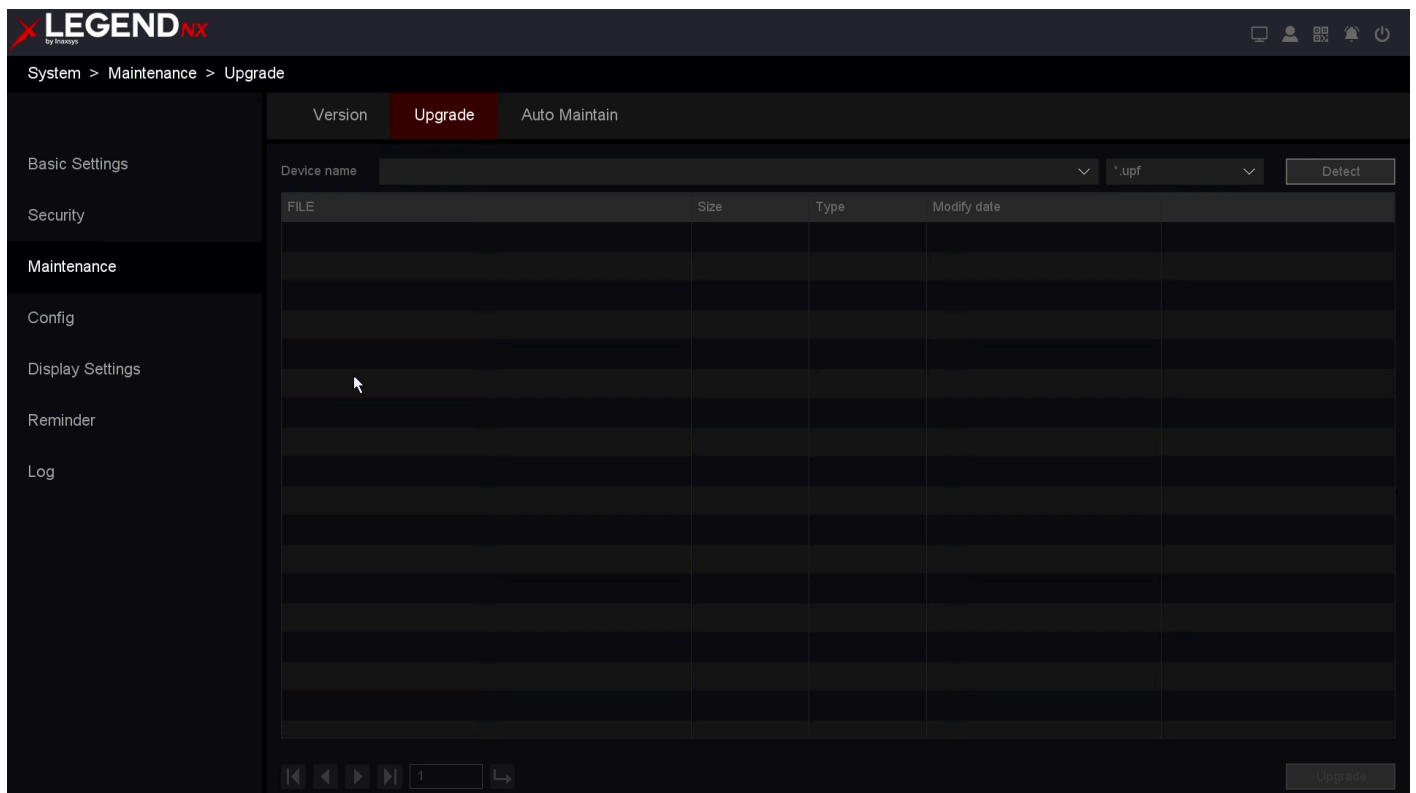 LEGEND NX
by Inaxsys
System > Maintenance > Upgrade
Version Upgrade Auto Maintain
Basic Settings
Security
Maintenance
Config
Display Settings
Reminder
Log
Device name *.upf Detect
FILE Size Type Modify date
1 Upgrade